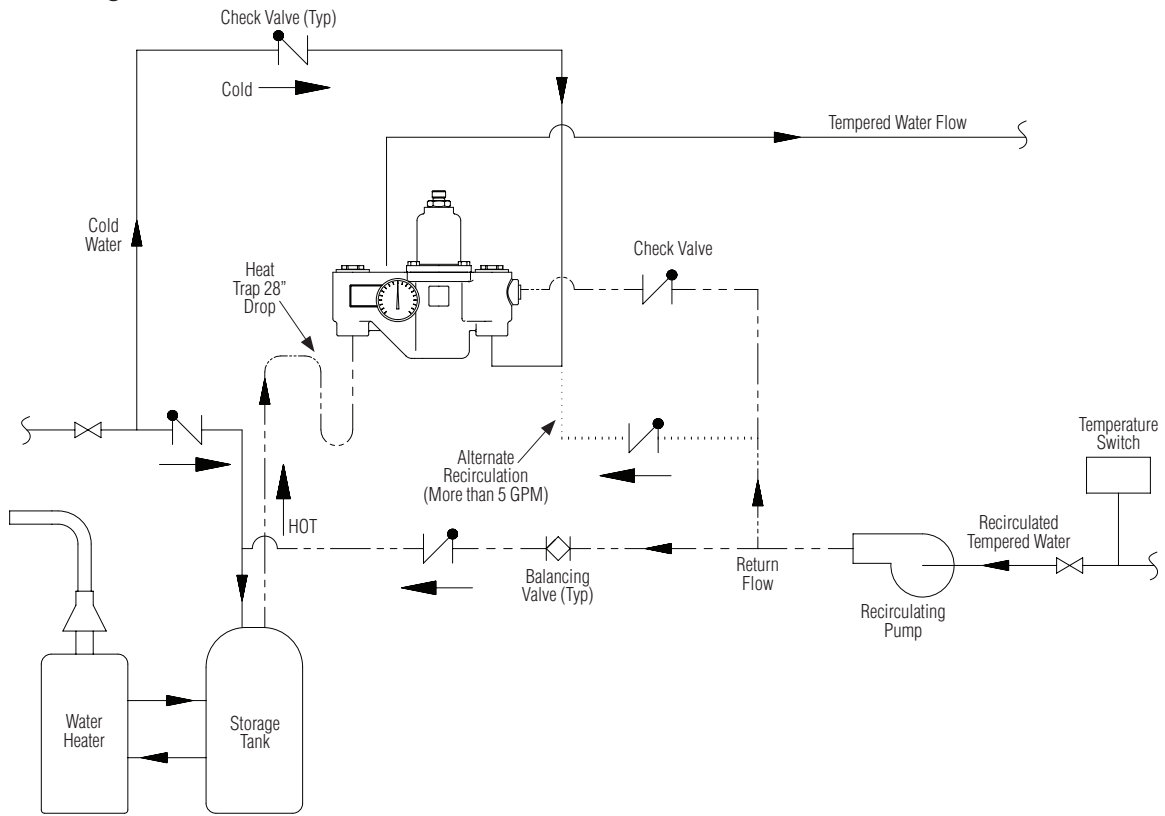 Check Valve (Typ)
Cold
Tempered Water Flow
Cold
Water
Check Valve
Heat
Trap 28”
Drop
Temperature
Switch
Alternate
Recirculation
(More than 5 GPM)
HOT
Recirculated
Tempered Water
Balancing
Valve (Typ)
Return
Flow
Recirculating
Pump
Water
Heater
Storage
Tank